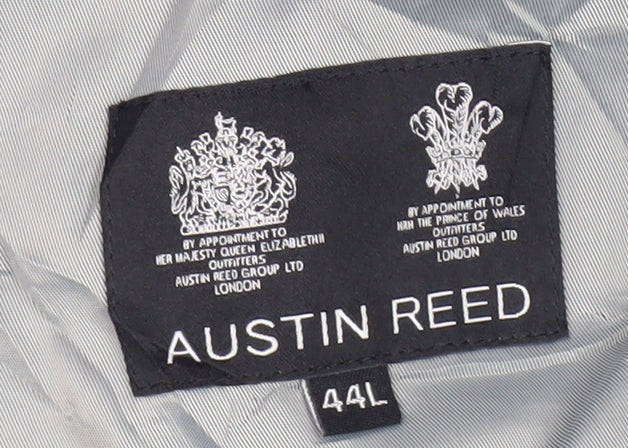 BY APPOINTMENT TO
HER MAJESTY QUEEN ELIZABETH II
OUTFITTERS
AUSTIN REED GROUP LTD
LONDON
BY APPOINTMENT TO
HRH THE PRINCE OF WALES
OUTFITTERS
AUSTIN REED GROUP LTD
LONDON
AUSTIN REED
44L